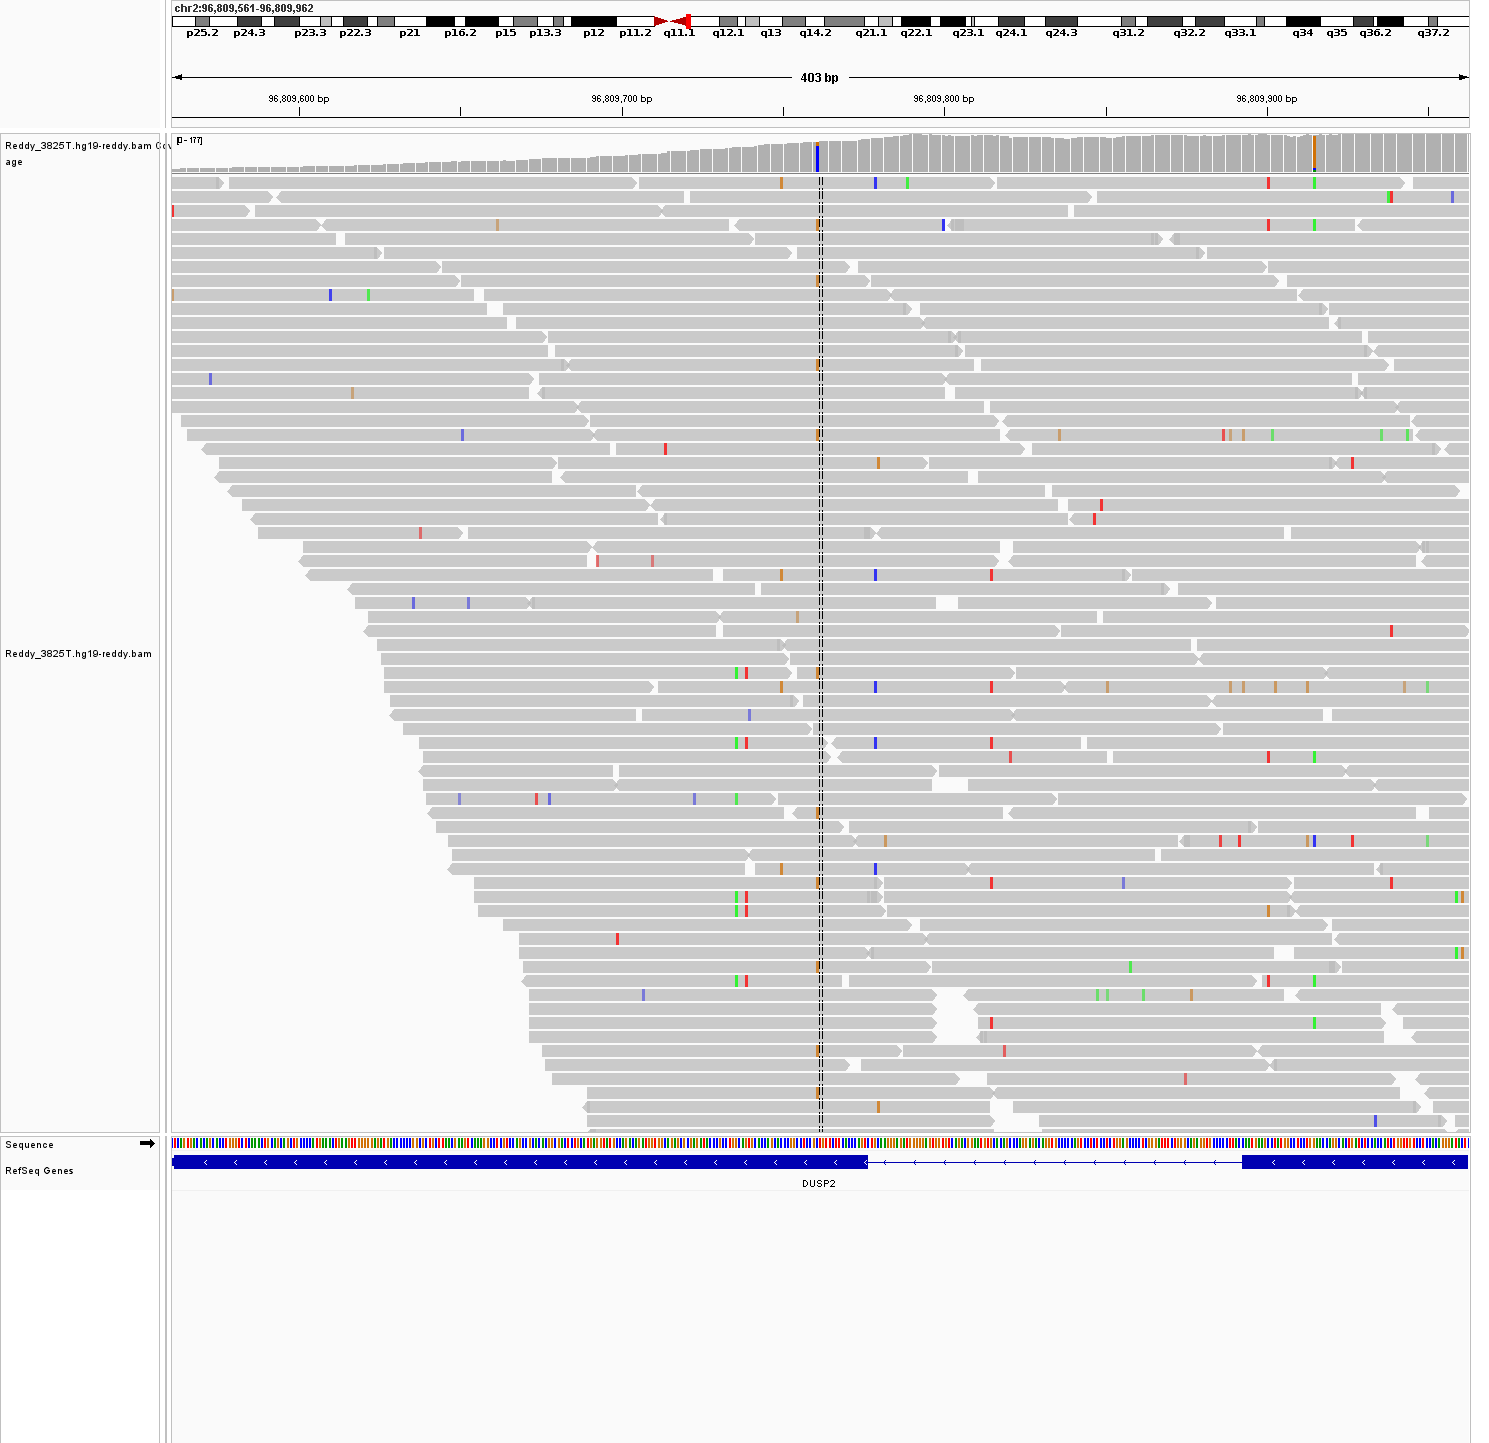 chr2:96,809,561-96,809,962
p25.2 p24.3 p23.3 p22.3 p21 p16.2 p15 p13.3 p12 p11.2 q11.1 q12.1 q13 q14.2 q21.1 q22.1 q23.1 q24.1 q24.3 q31.2 q32.2 q33.1 q34 q35 q36.2 q37.2
403 bp
96,809,600 bp 96,809,700 bp 96,809,800 bp 96,809,900 bp
Reddy_3825T.hg19-reddy.bam Cov
age
[0 - 177]
Reddy_3825T.hg19-reddy.bam
Sequence
RefSeq Genes
DUSP2